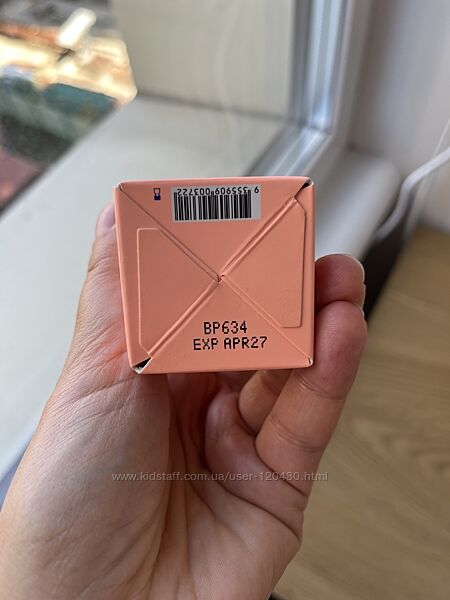 9 355909 003722
BP634
EXP APR27
www.kidstaff.com.ua/user-120430.html